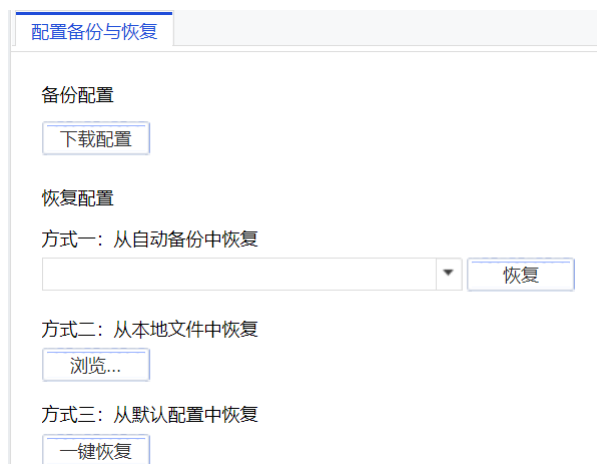 配置备份与恢复
备份配置
下载配置
恢复配置
方式一：从自动备份中恢复
恢复
方式二：从本地文件中恢复
浏览...
方式三：从默认配置中恢复
一键恢复